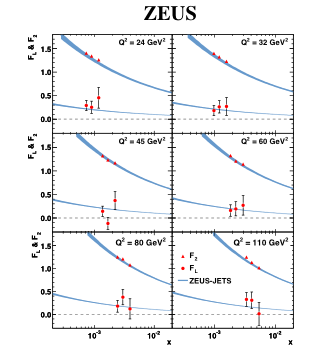 ZEUS
F_L & F_2
Q² = 24 GeV²
Q² = 32 GeV²
1.5
1.0
0.5
0.0
F_L & F_2
Q² = 45 GeV²
Q² = 60 GeV²
1.5
1.0
0.5
0.0
F_L & F_2
Q² = 80 GeV²
Q² = 110 GeV²
1.5
1.0
0.5
0.0
F_2
F_L
ZEUS-JETS
10⁻³
10⁻²
10⁻³
10⁻²
x
x